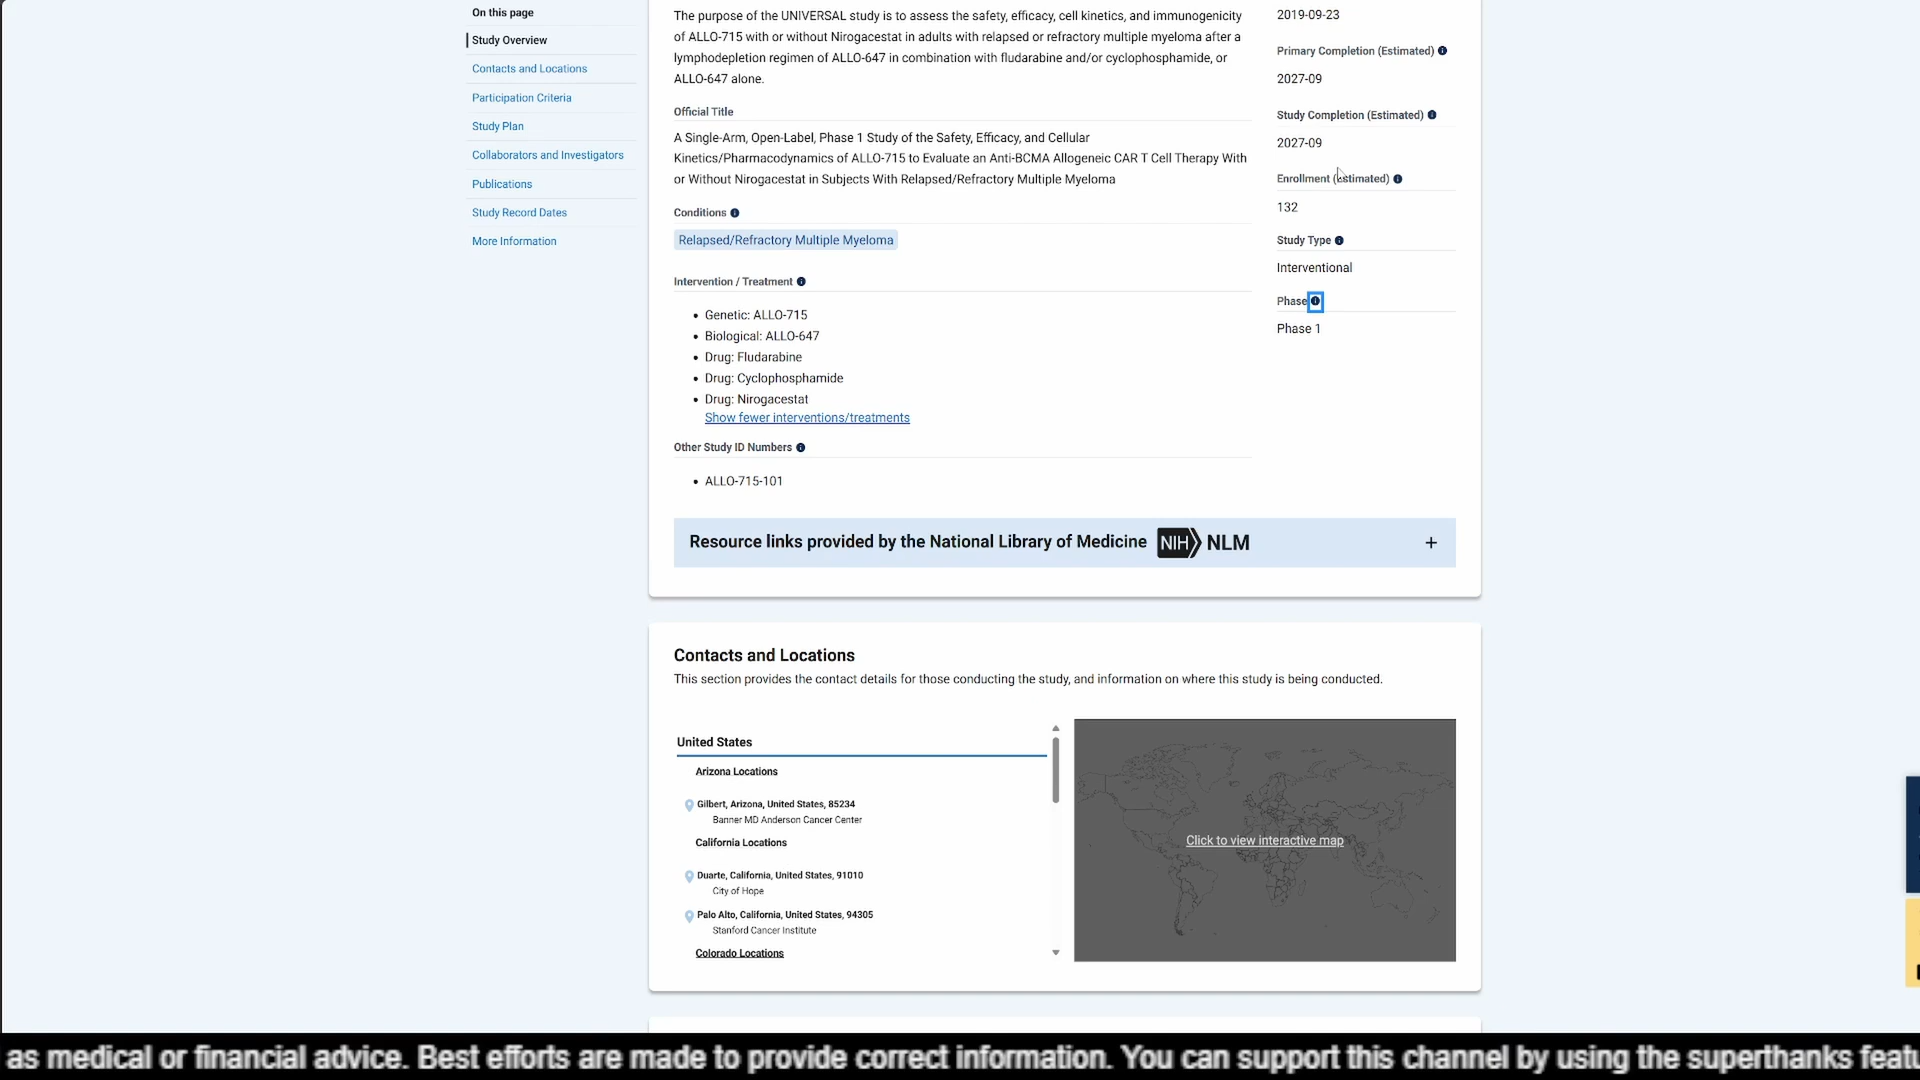 On this page
Study Overview
Contacts and Locations
Participation Criteria
Study Plan
Collaborators and Investigators
Publications
Study Record Dates
More Information
The purpose of the UNIVERSAL study is to assess the safety, efficacy, cell kinetics, and immunogenicity
of ALLO-715 with or without Nirogacestat in adults with relapsed or refractory multiple myeloma after a
lymphodepletion regimen of ALLO-647 in combination with fludarabine and/or cyclophosphamide, or
ALLO-647 alone.
Official Title
A Single-Arm, Open-Label, Phase 1 Study of the Safety, Efficacy, and Cellular
Kinetics/Pharmacodynamics of ALLO-715 to Evaluate an Anti-BCMA Allogeneic CAR T Cell Therapy With
or Without Nirogacestat in Subjects With Relapsed/Refractory Multiple Myeloma
Conditions
Relapsed/Refractory Multiple Myeloma
Intervention / Treatment
• Genetic: ALLO-715
• Biological: ALLO-647
• Drug: Fludarabine
• Drug: Cyclophosphamide
• Drug: Nirogacestat
Show fewer interventions/treatments
Other Study ID Numbers
• ALLO-715-101
2019-09-23
Primary Completion (Estimated)
2027-09
Study Completion (Estimated)
2027-09
Enrollment (Estimated)
132
Study Type
Interventional
Phase
Phase 1
Resource links provided by the National Library of Medicine NIH NLM +
Contacts and Locations
This section provides the contact details for those conducting the study, and information on where this study is being conducted.
United States
Arizona Locations
Gilbert, Arizona, United States, 85234
Banner MD Anderson Cancer Center
California Locations
Duarte, California, United States, 91010
City of Hope
Palo Alto, California, United States, 94305
Stanford Cancer Institute
Colorado Locations
Click to view interactive map
as medical or financial advice. Best efforts are made to provide correct information. You can support this channel by using the superthanks featu